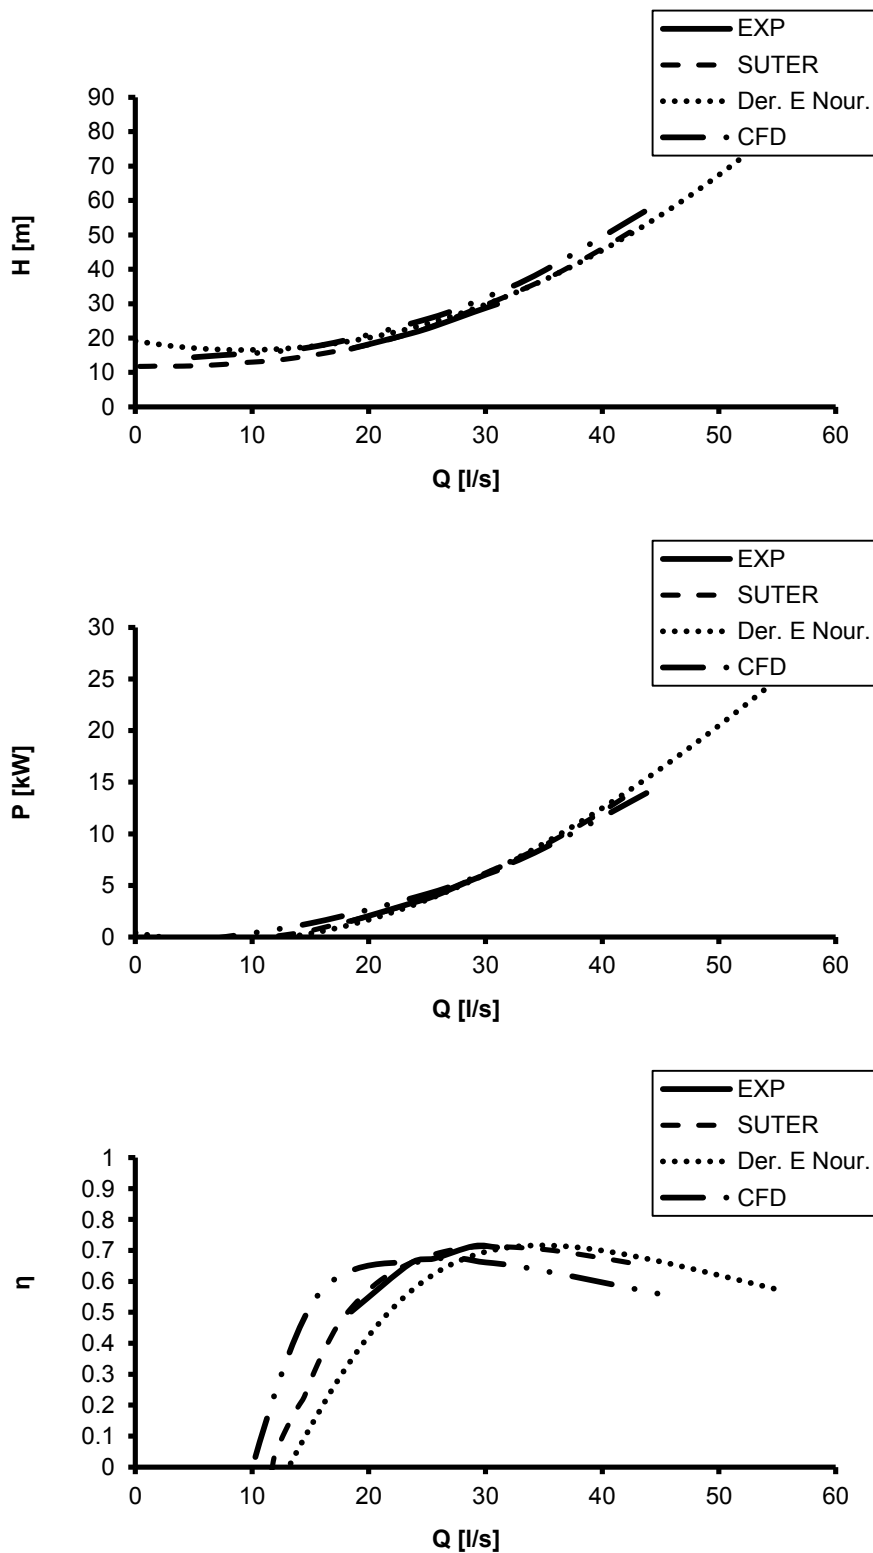 EXP
SUTER
Der. E Nour.
CFD
90
80
70
60
50
40
30
20
10
0
H [m]
0 10 20 30 40 50 60
Q [l/s]
EXP
SUTER
Der. E Nour.
CFD
30
25
20
15
10
5
0
P [kW]
0 10 20 30 40 50 60
Q [l/s]
EXP
SUTER
Der. E Nour.
CFD
1
0.9
0.8
0.7
0.6
0.5
0.4
0.3
0.2
0.1
0
η
0 10 20 30 40 50 60
Q [l/s]